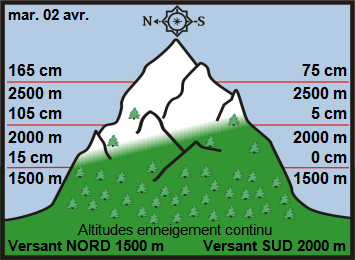 mar. 02 avr.
N S
165 cm 75 cm
2500 m 2500 m
105 cm 5 cm
2000 m 2000 m
15 cm 0 cm
1500 m 1500 m
Altitudes enneigement continu
Versant NORD 1500 m Versant SUD 2000 m